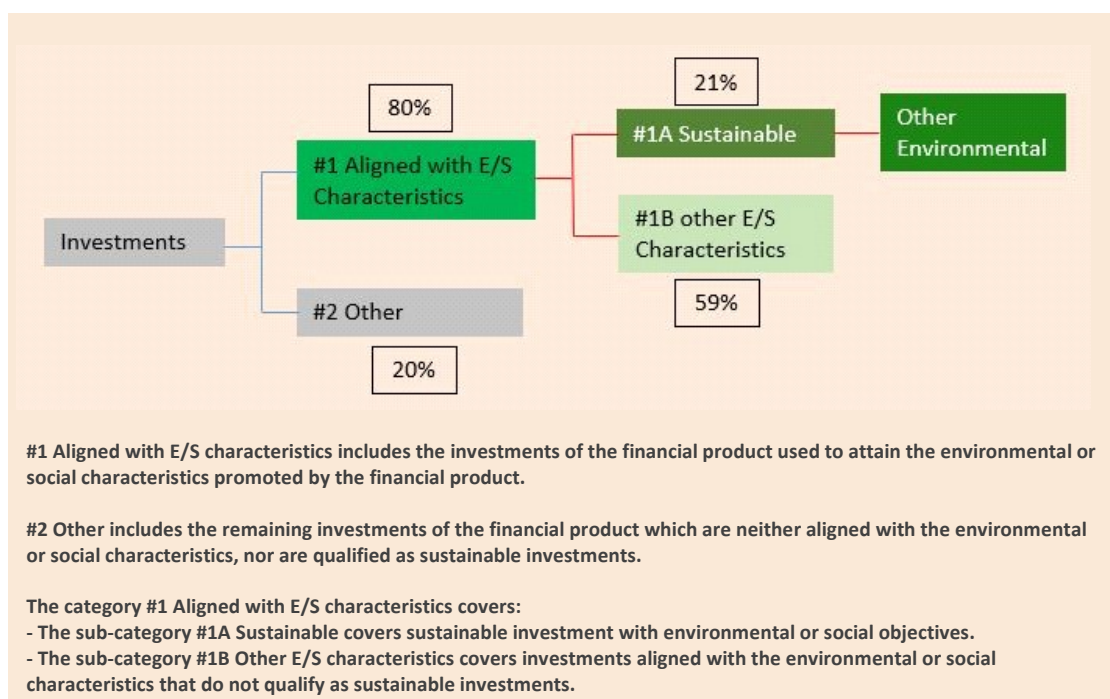 80%
21%
#1 Aligned with E/S
Characteristics
#1A Sustainable
Other
Environmental
Investments
#1B other E/S
Characteristics
#2 Other
59%
20%
#1 Aligned with E/S characteristics includes the investments of the financial product used to attain the environmental or
social characteristics promoted by the financial product.
#2 Other includes the remaining investments of the financial product which are neither aligned with the environmental
or social characteristics, nor are qualified as sustainable investments.
The category #1 Aligned with E/S characteristics covers:
- The sub-category #1A Sustainable covers sustainable investment with environmental or social objectives.
- The sub-category #1B Other E/S characteristics covers investments aligned with the environmental or social
characteristics that do not qualify as sustainable investments.